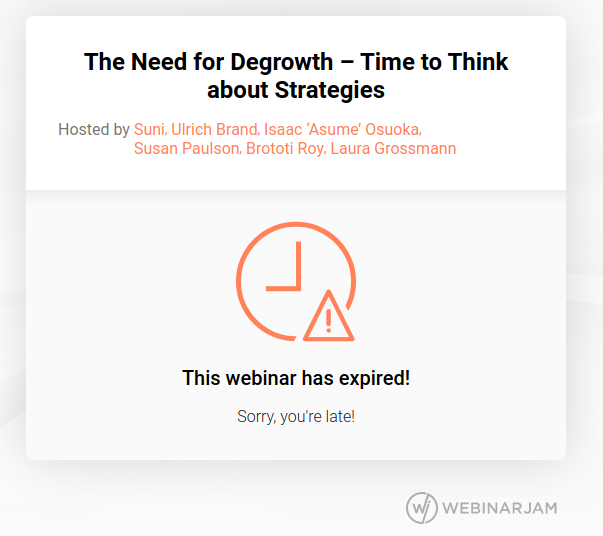 The Need for Degrowth – Time to Think
about Strategies
Hosted by Suni, Ulrich Brand, Isaac ‘Asume’ Osuoka,
Susan Paulson, Brototi Roy, Laura Grossmann
This webinar has expired!
Sorry, you're late!
WEBINARJAM